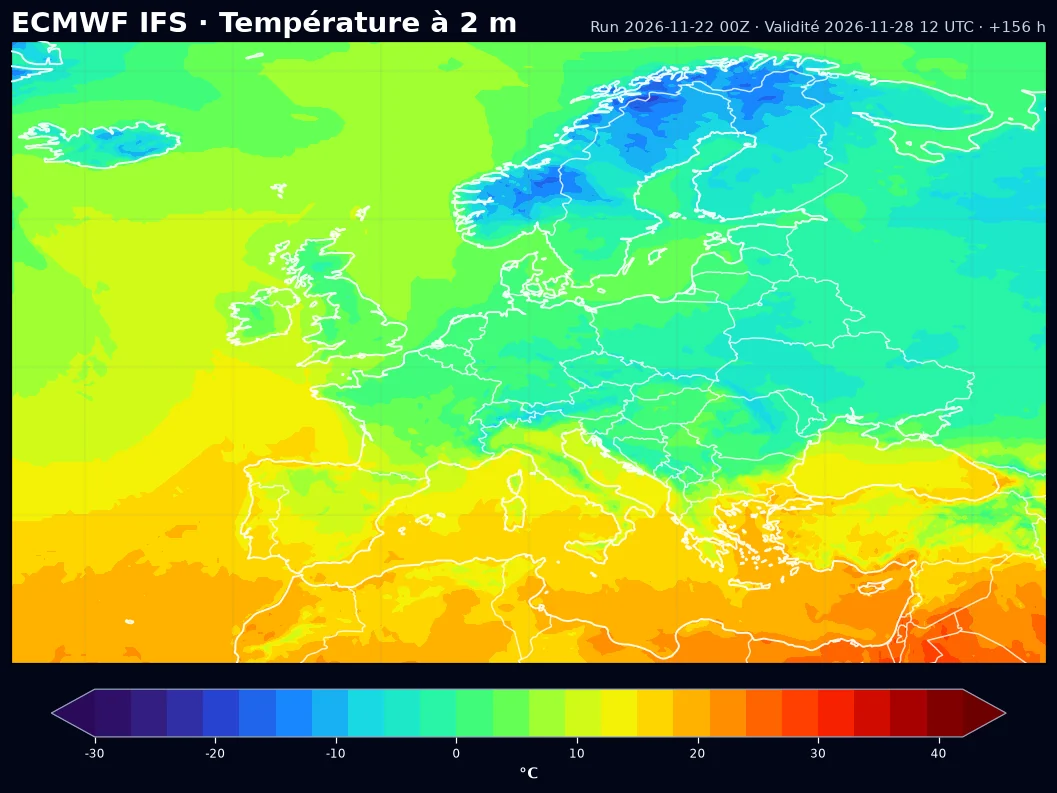 ECMWF IFS · Température à 2 m
Run 2026-11-22 00Z · Validité 2026-11-28 12 UTC · +156 h
-30 -20 -10 0 10 20 30 40
°C